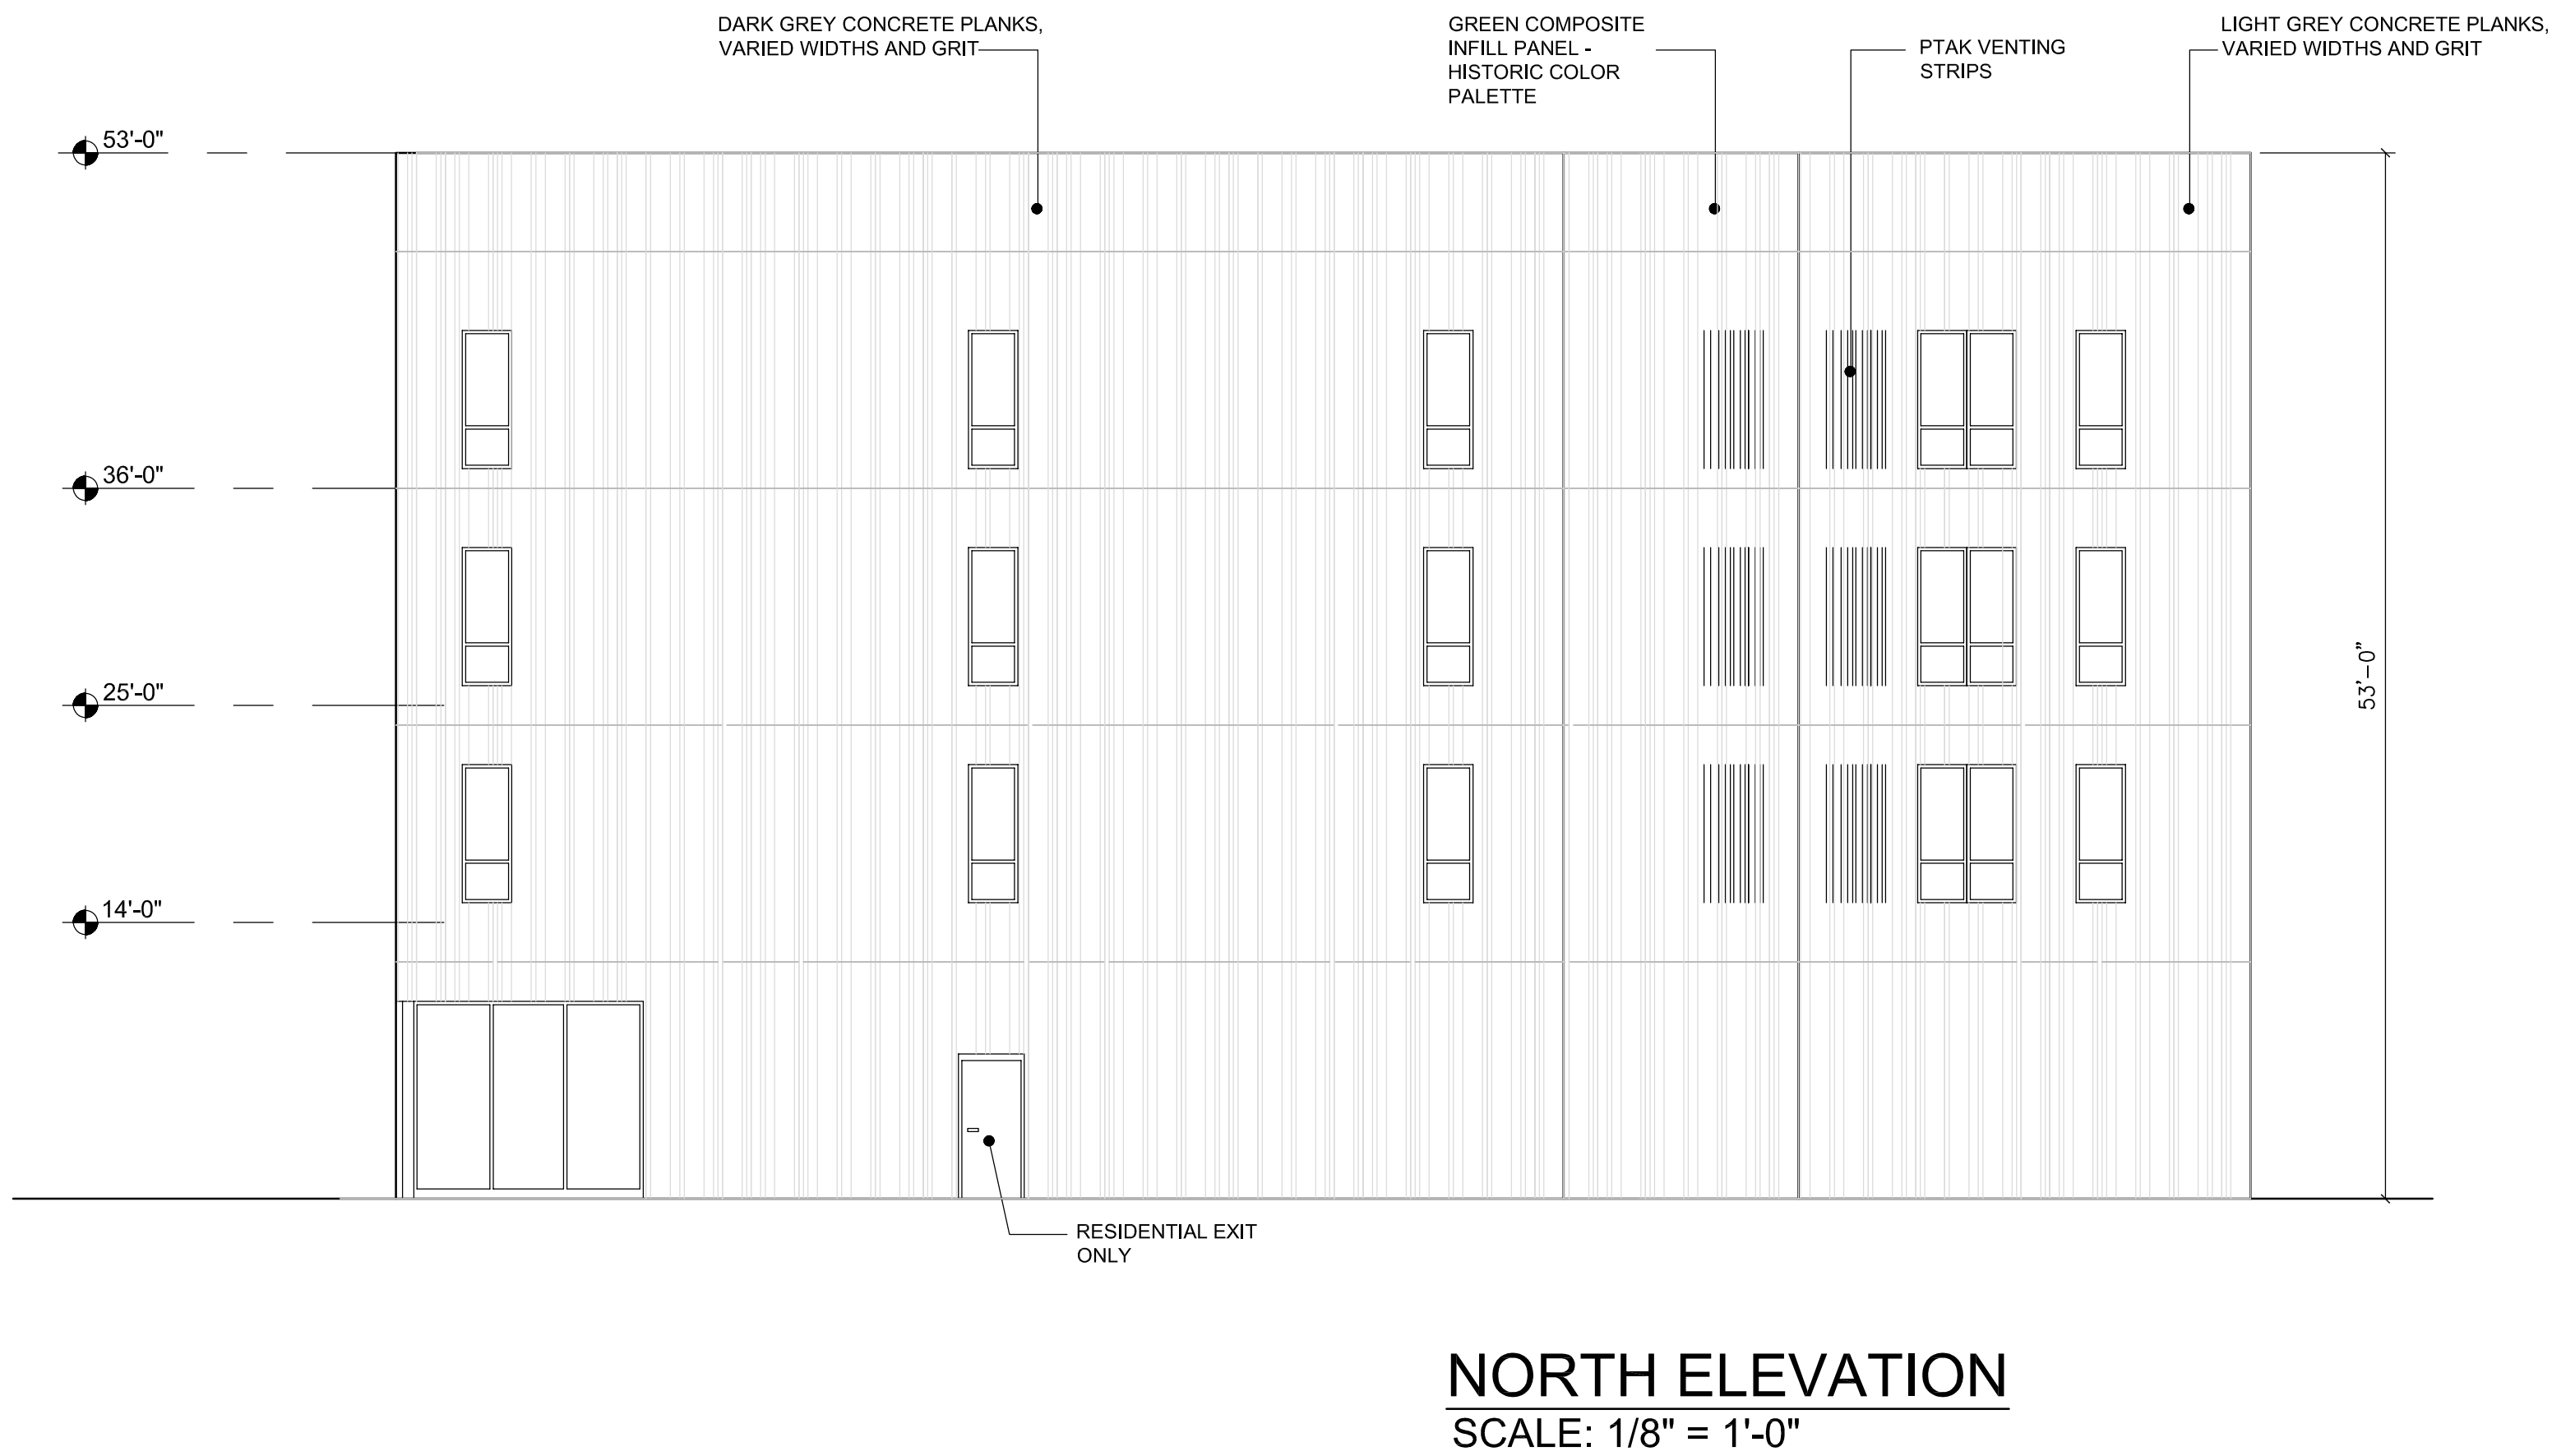 DARK GREY CONCRETE PLANKS,
VARIED WIDTHS AND GRIT
GREEN COMPOSITE
INFILL PANEL -
HISTORIC COLOR
PALETTE
PTAK VENTING
STRIPS
LIGHT GREY CONCRETE PLANKS,
VARIED WIDTHS AND GRIT
53'-0"
36'-0"
25'-0"
14'-0"
53'-0"
RESIDENTIAL EXIT
ONLY
NORTH ELEVATION
SCALE: 1/8" = 1'-0"